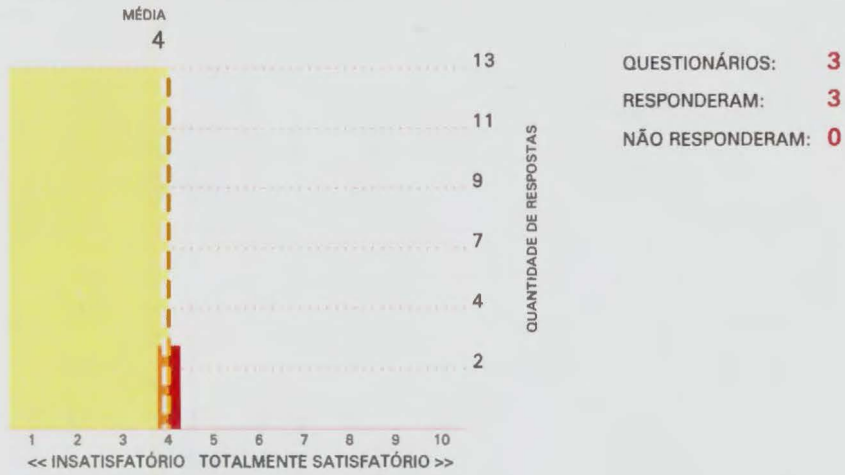 MÉDIA
4
13
11
9
7
4
2
QUANTIDADE DE RESPOSTAS
1 2 3 4 5 6 7 8 9 10
<< INSATISFATÓRIO TOTALMENTE SATISFATÓRIO >>
QUESTIONÁRIOS: 3
RESPONDERAM: 3
NÃO RESPONDERAM: 0